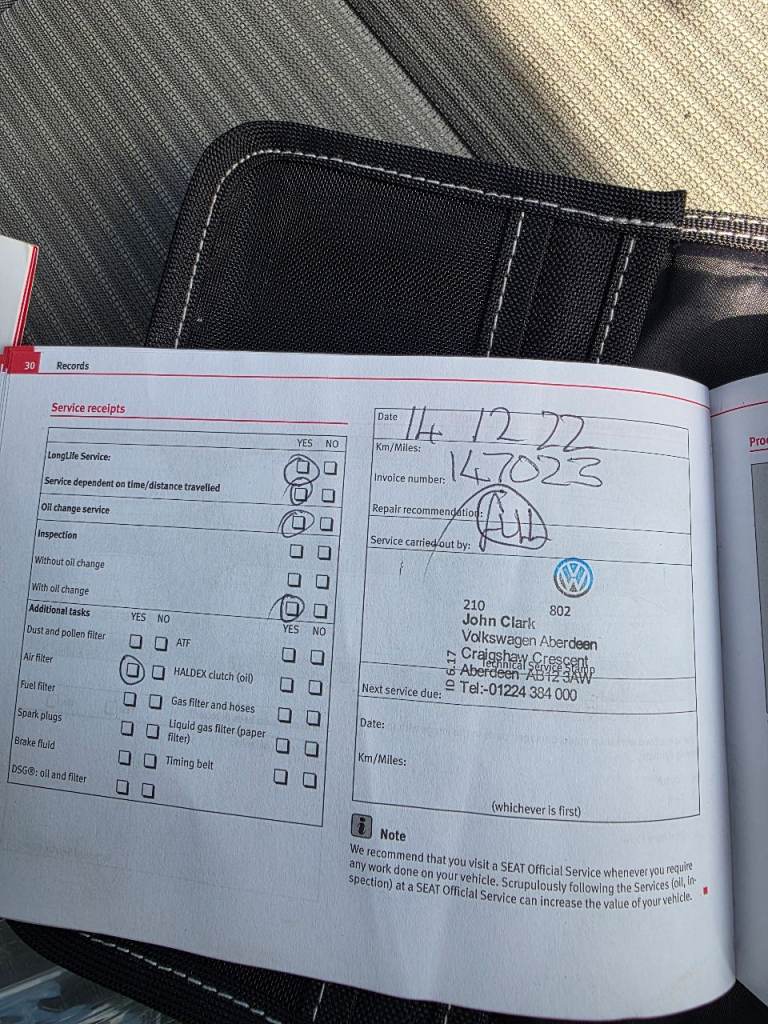 30 Records
Service receipts
YES NO
LongLife Service:
Service dependent on time/distance travelled
Oil change service
Inspection
Without oil change
With oil change
Additional tasks YES NO YES NO
Dust and pollen filter ATF
Air filter HALDEX clutch (oil)
Fuel filter Gas filter and hoses
Spark plugs Liquid gas filter (paper
filter)
Brake fluid Timing belt
DSG®: oil and filter
Date 14 12 22
Km/Miles:
Invoice number: 147023
Repair recommendation: FULL
Service carried out by:
210 802
John Clark
Volkswagen Aberdeen
Craigshaw Crescent
Technical Service Stamp
Aberdeen AB12 3AW
Tel:-01224 384 000
ID 6.17
Next service due:
Date:
Km/Miles:
(whichever is first)
i Note
We recommend that you visit a SEAT Official Service whenever you require
any work done on your vehicle. Scrupulously following the Services (oil, in-
spection) at a SEAT Official Service can increase the value of your vehicle.